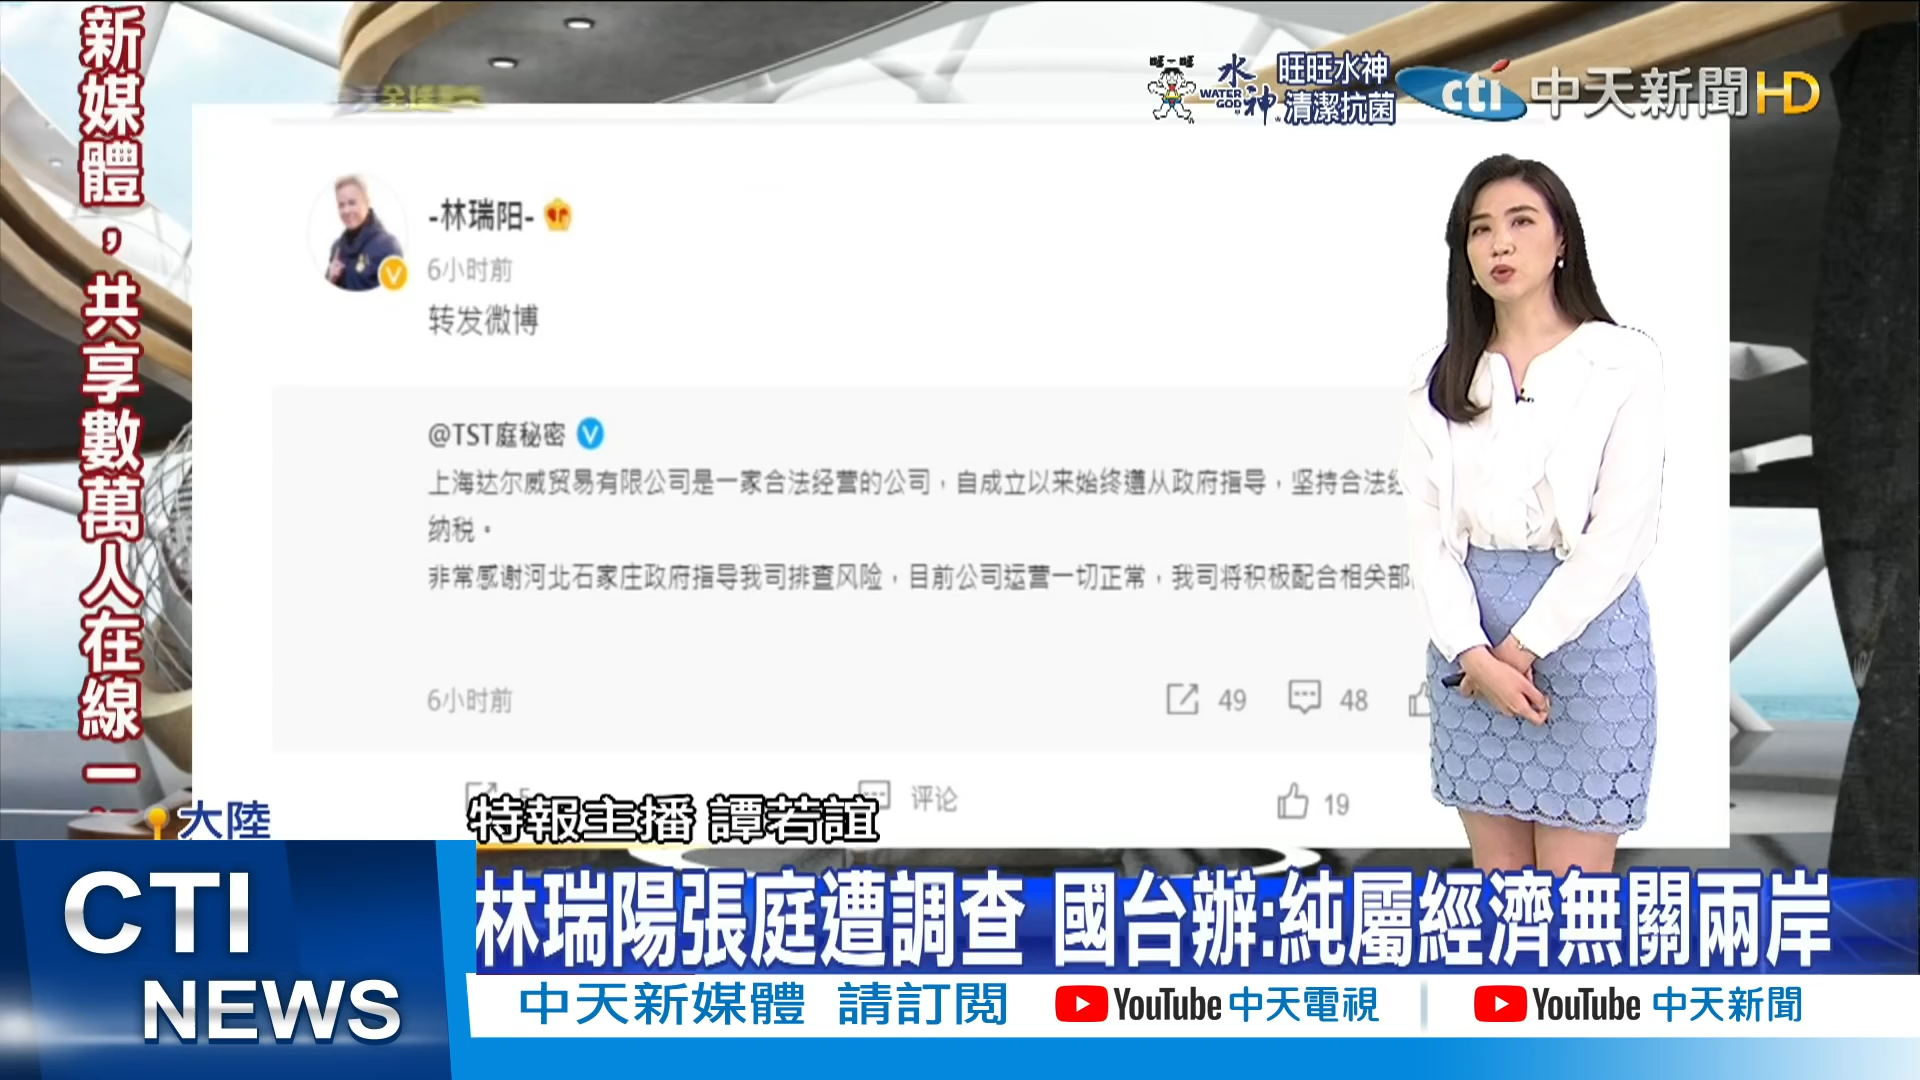 新媒體，共享數萬人在線一
旺旺
水神
WATER GOD
旺旺水神
清潔抗菌
cti 中天新聞HD
-林瑞阳-
6小时前
转发微博
@TST庭秘密
上海达尔威贸易有限公司是一家合法经营的公司，自成立以来始终遵从政府指导，坚持合法经
纳税。
非常感谢河北石家庄政府指导我司排查风险，目前公司运营一切正常，我司将积极配合相关部
6小时前
49
48
评论
19
大陸
特報主播 譚若誼
CTI NEWS
林瑞陽張庭遭調查 國台辦:純屬經濟無關兩岸
中天新媒體 請訂閱 YouTube 中天電視 YouTube 中天新聞